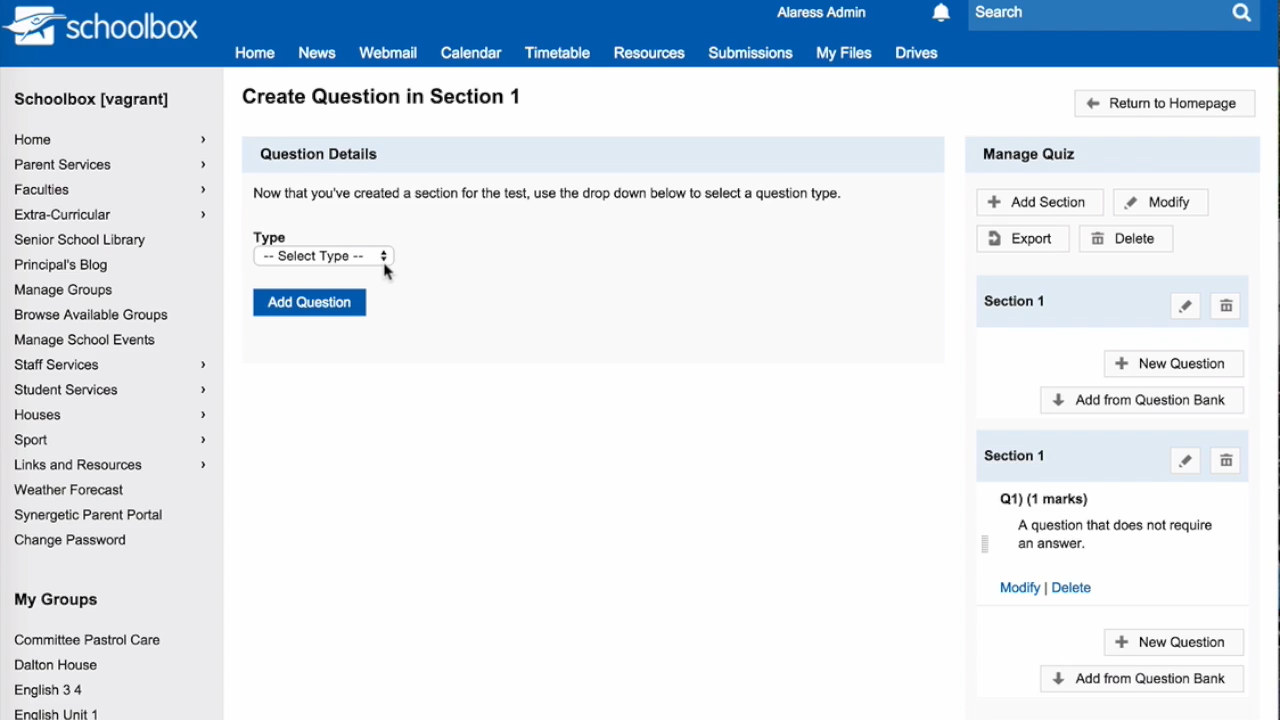 schoolbox
Alaress Admin
Search
Home News Webmail Calendar Timetable Resources Submissions My Files Drives
Schoolbox [vagrant]
Home
Parent Services
Faculties
Extra-Curricular
Senior School Library
Principal's Blog
Manage Groups
Browse Available Groups
Manage School Events
Staff Services
Student Services
Houses
Sport
Links and Resources
Weather Forecast
Synergetic Parent Portal
Change Password
My Groups
Committee Pastrol Care
Dalton House
English 3 4
English Unit 1
Create Question in Section 1
Return to Homepage
Question Details
Now that you've created a section for the test, use the drop down below to select a question type.
Type
-- Select Type --
Add Question
Manage Quiz
Add Section Modify
Export Delete
Section 1
New Question
Add from Question Bank
Section 1
Q1) (1 marks)
A question that does not require
an answer.
Modify | Delete
New Question
Add from Question Bank